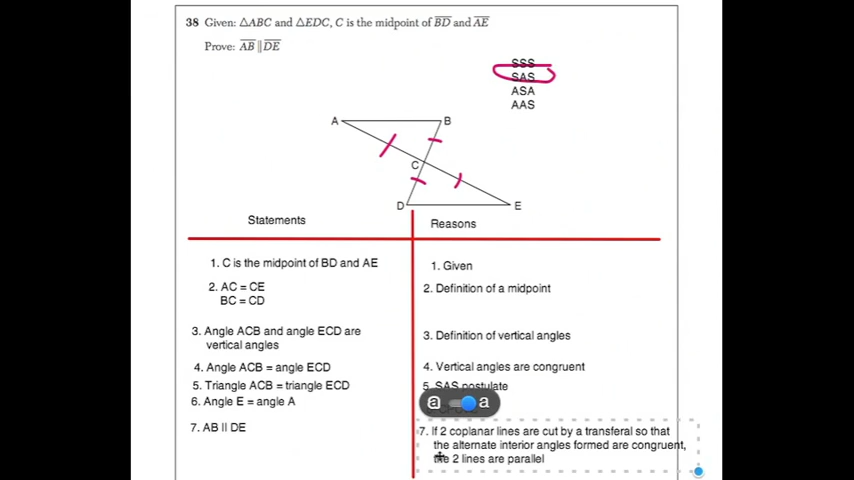 38 Given: △ABC and △EDC, C is the midpoint of BD and AE
Prove: AB ∥ DE
SSS
SAS
ASA
AAS
A
B
C
D
E
Statements
Reasons
1. C is the midpoint of BD and AE
1. Given
2. AC = CE
BC = CD
2. Definition of a midpoint
3. Angle ACB and angle ECD are
vertical angles
3. Definition of vertical angles
4. Angle ACB = angle ECD
4. Vertical angles are congruent
5. Triangle ACB = triangle ECD
5. SAS postulate
6. Angle E = angle A
a a
7. AB || DE
7. If 2 coplanar lines are cut by a transferal so that
the alternate interior angles formed are congruent,
the 2 lines are parallel